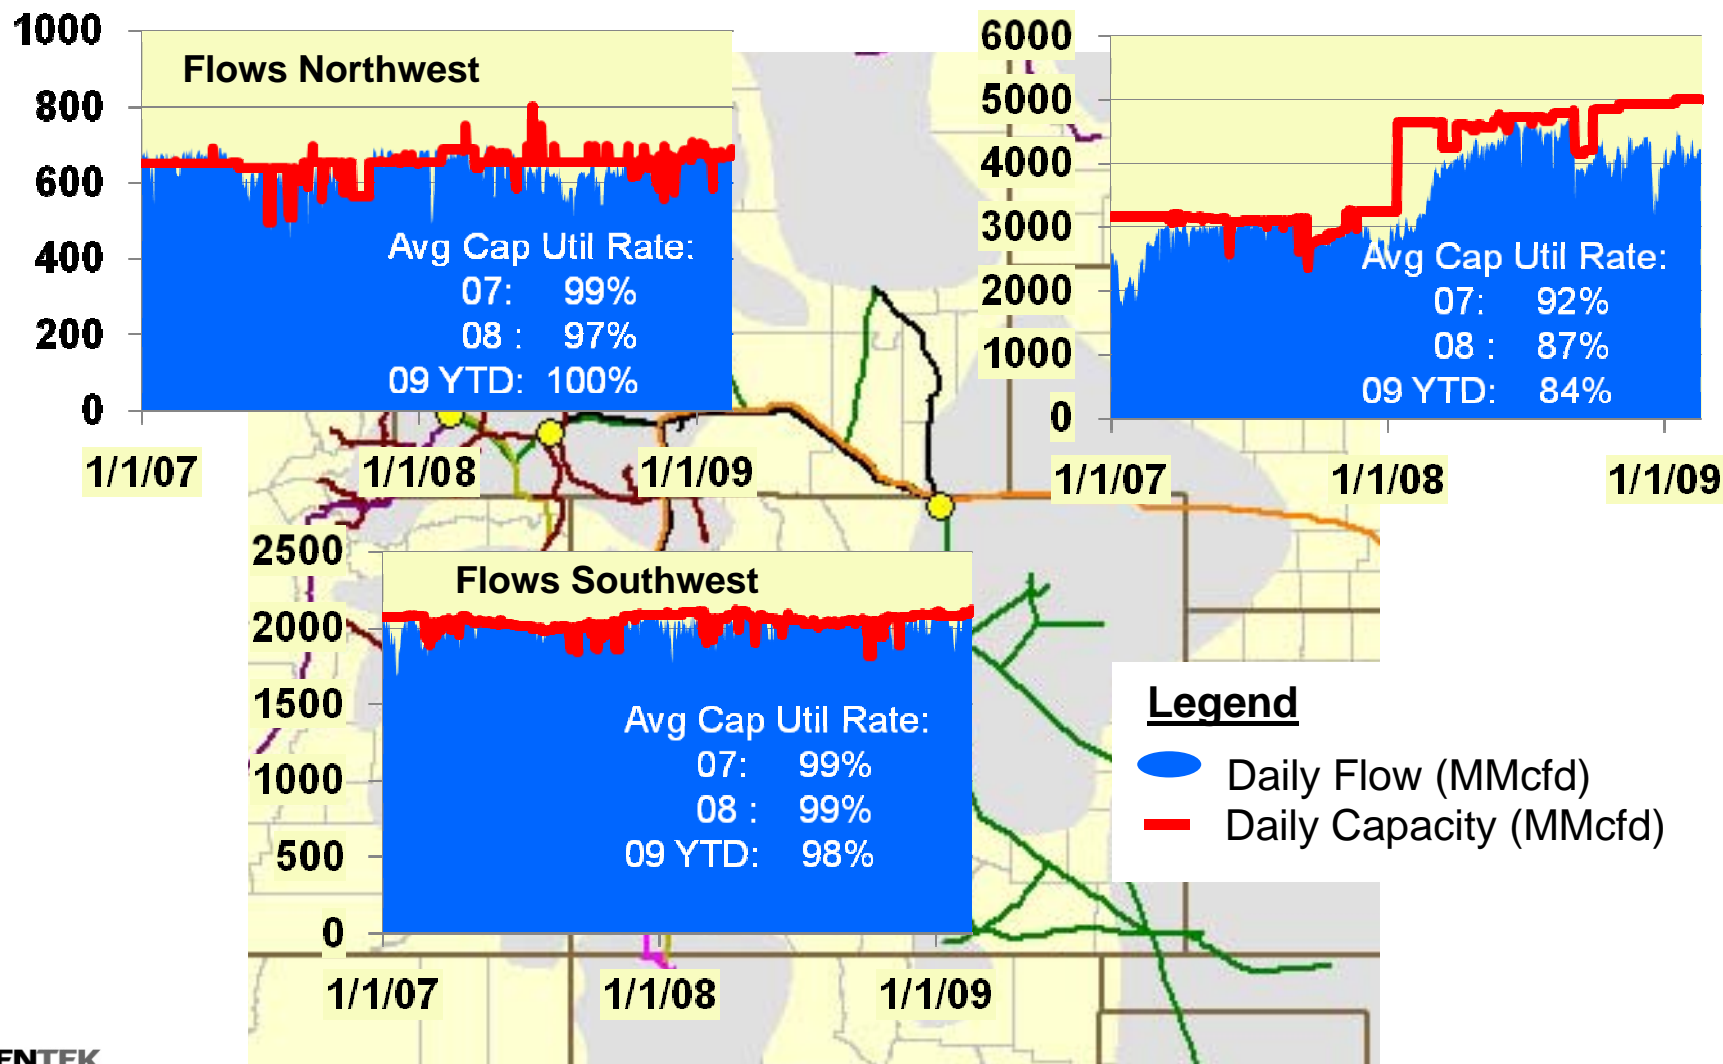 1000
800
600
400
200
0
Flows Northwest
Avg Cap Util Rate:
07: 99%
08 : 97%
09 YTD: 100%
1/1/07
1/1/08
1/1/09
6000
5000
4000
3000
2000
1000
0
Avg Cap Util Rate:
07: 92%
08 : 87%
09 YTD: 84%
1/1/07
1/1/08
1/1/09
2500
2000
1500
1000
500
0
Flows Southwest
Avg Cap Util Rate:
07: 99%
08 : 99%
09 YTD: 98%
1/1/07
1/1/08
1/1/09
Legend
Daily Flow (MMcfd)
Daily Capacity (MMcfd)